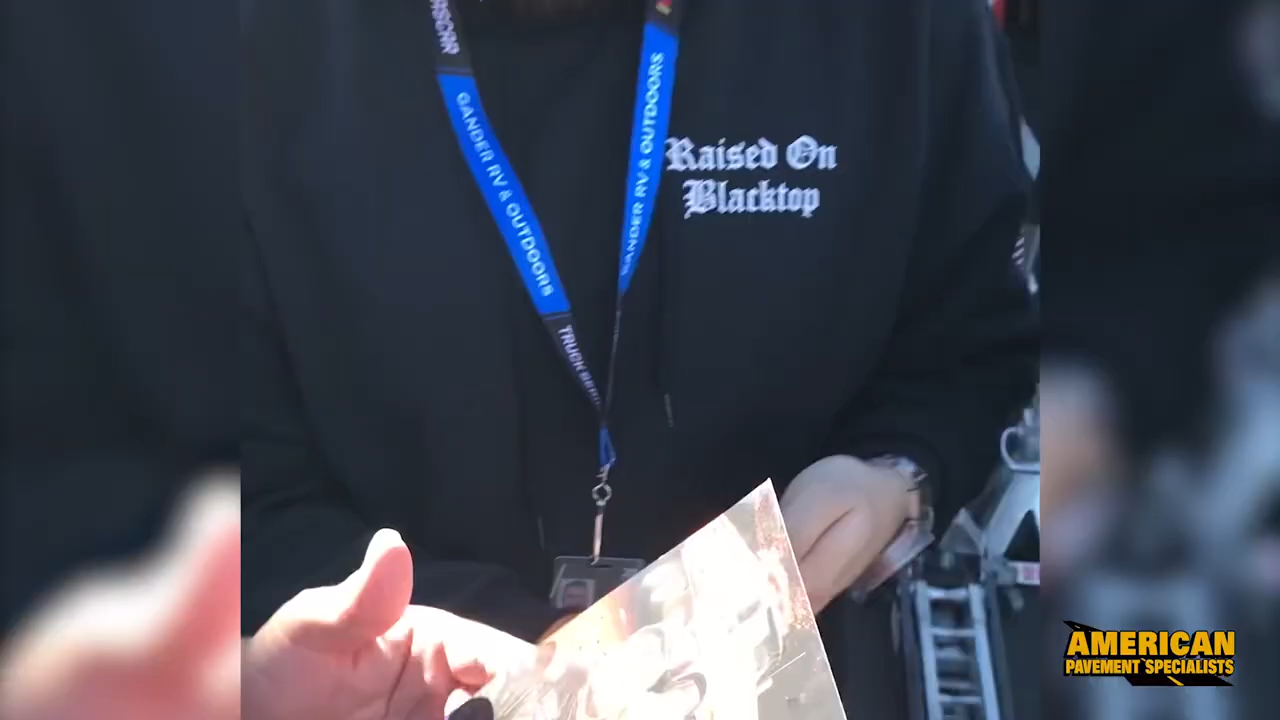 GANDER RV & OUTDOORS
GANDER RV & OUTDOORS
Raised On
Blacktop
AMERICAN
PAVEMENT SPECIALISTS